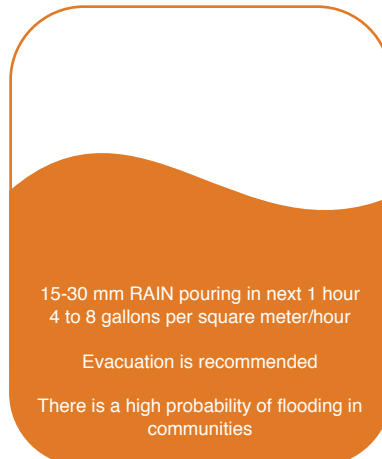 15-30 mm RAIN pouring in next 1 hour
4 to 8 gallons per square meter/hour
Evacuation is recommended
There is a high probability of flooding in
communities